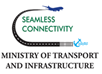 SEAMLESS
CONNECTIVITY
MINISTRY OF TRANSPORT
AND INFRASTRUCTURE